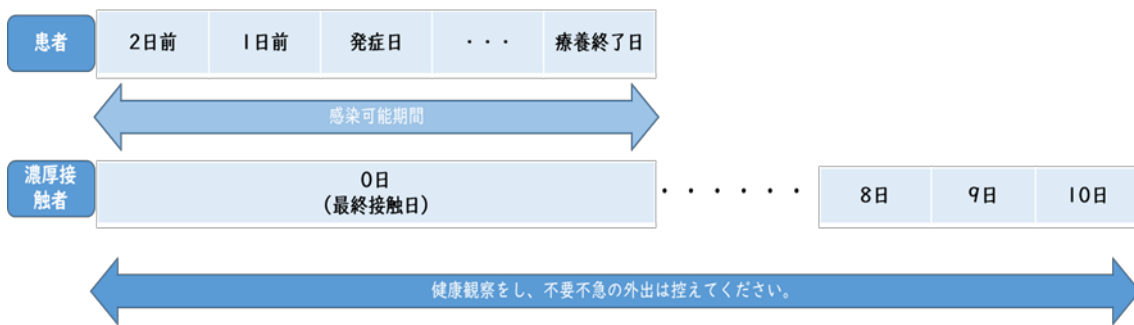 患者
2日前
1日前
発症日
・・・
療養終了日
感染可能期間
濃厚接
触者
0日
(最終接触日)
・・・・・・
8日
9日
10日
健康観察をし、不要不急の外出は控えてください。